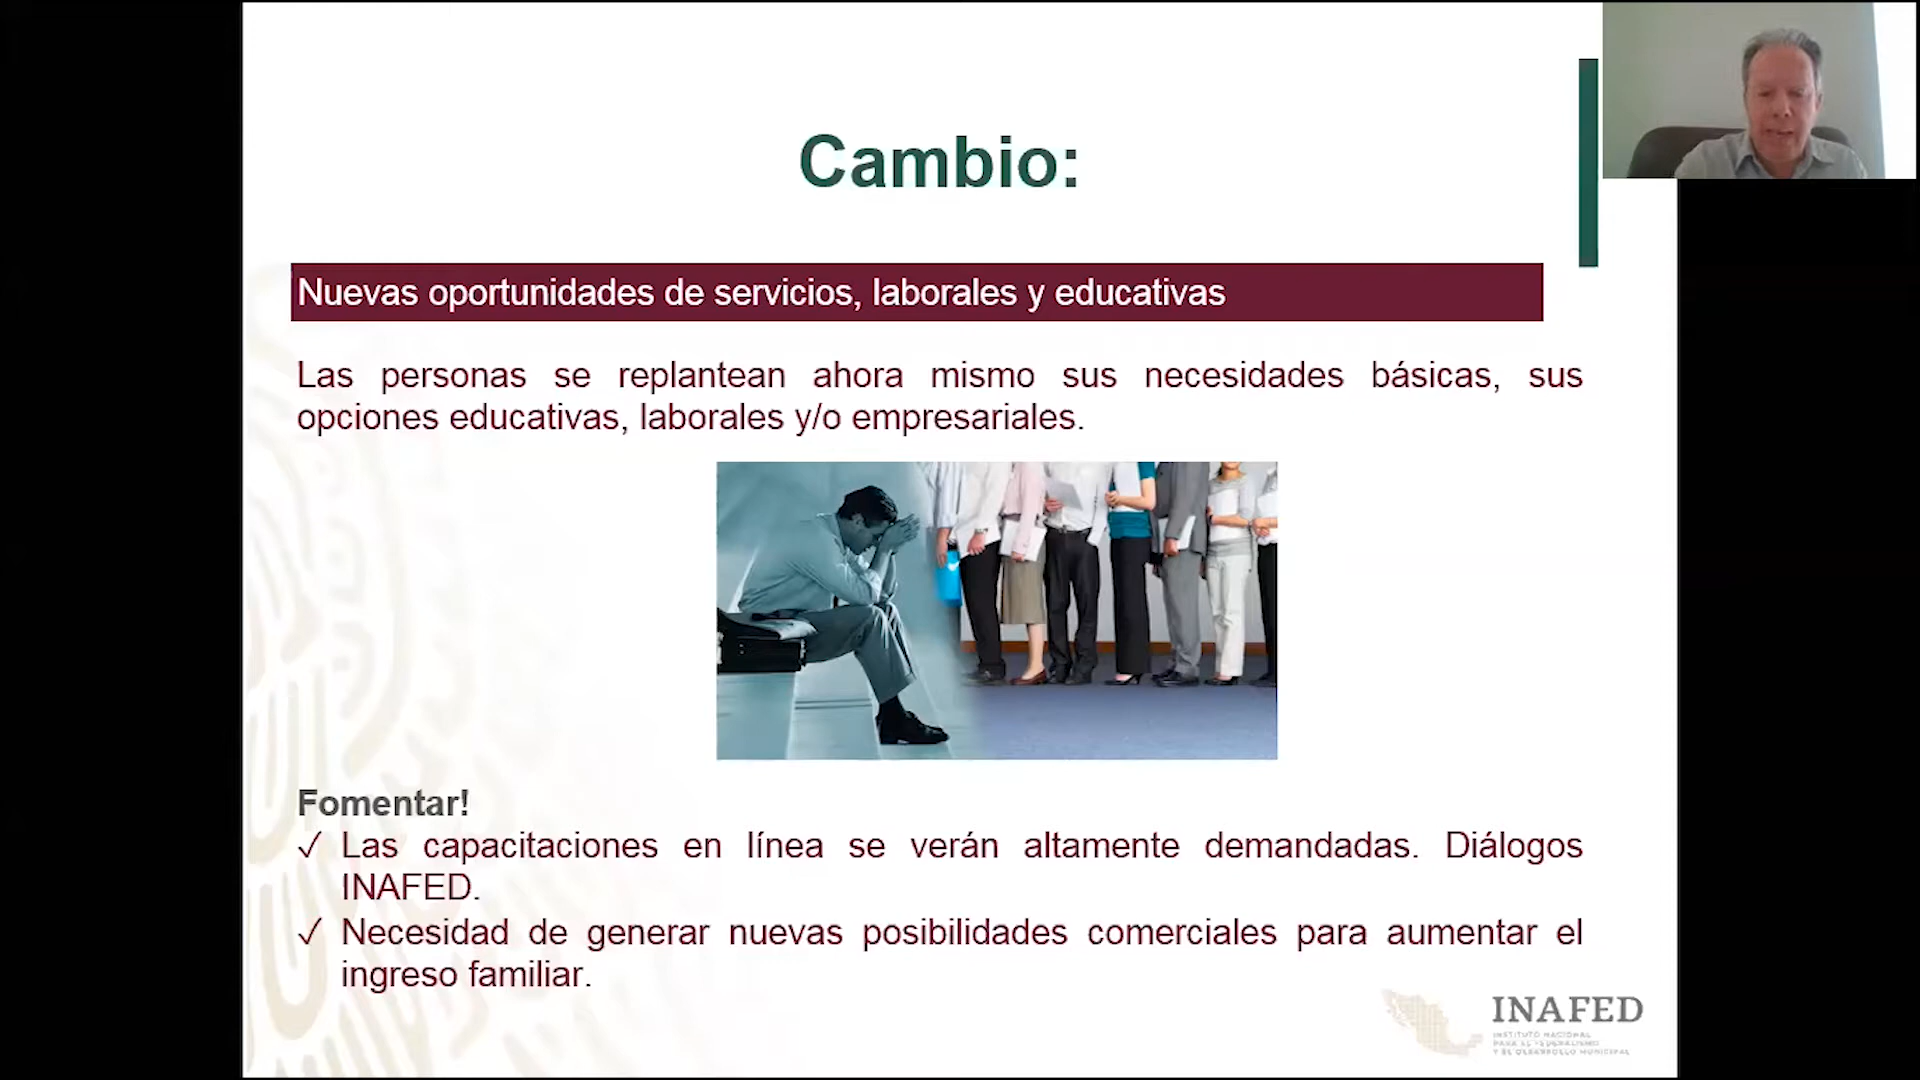 Cambio:
Nuevas oportunidades de servicios, laborales y educativas
Las personas se replantean ahora mismo sus necesidades básicas, sus
opciones educativas, laborales y/o empresariales.
Fomentar!
✓ Las capacitaciones en línea se verán altamente demandadas. Diálogos
INAFED.
✓ Necesidad de generar nuevas posibilidades comerciales para aumentar el
ingreso familiar.
INAFED
INSTITUTO NACIONAL
PARA EL FEDERALISMO
Y EL DESARROLLO MUNICIPAL